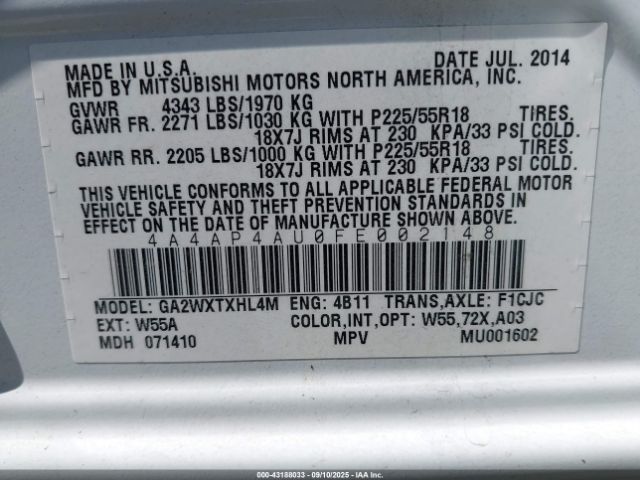 MADE IN U.S.A. DATE JUL. 2014
MFD BY MITSUBISHI MOTORS NORTH AMERICA, INC.
GVWR 4343 LBS/1970 KG
GAWR FR. 2271 LBS/1030 KG WITH P225/55R18 TIRES.
18X7J RIMS AT 230 KPA/33 PSI COLD.
GAWR RR. 2205 LBS/1000 KG WITH P225/55R18 TIRES.
18X7J RIMS AT 230 KPA/33 PSI COLD.
THIS VEHICLE CONFORMS TO ALL APPLICABLE FEDERAL MOTOR
VEHICLE SAFETY AND THEFT PREVENTION STANDARDS IN
EFFECT ON THE DATE OF MANUFACTURE SHOWN ABOVE.
4A4AP4AU0FE002148
MODEL: GA2WXTXHL4M ENG: 4B11 TRANS,AXLE: F1CJC
EXT: W55A COLOR,INT,OPT: W55,72X,A03
MDH 071410 MPV MU001602
000-43188033 - 09/10/2025 - IAA Inc.